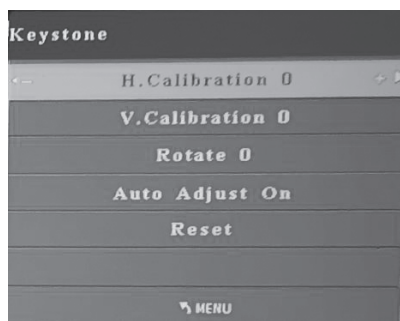 Keystone
H.Calibration 0
V.Calibration 0
Rotate 0
Auto Adjust On
Reset
MENU